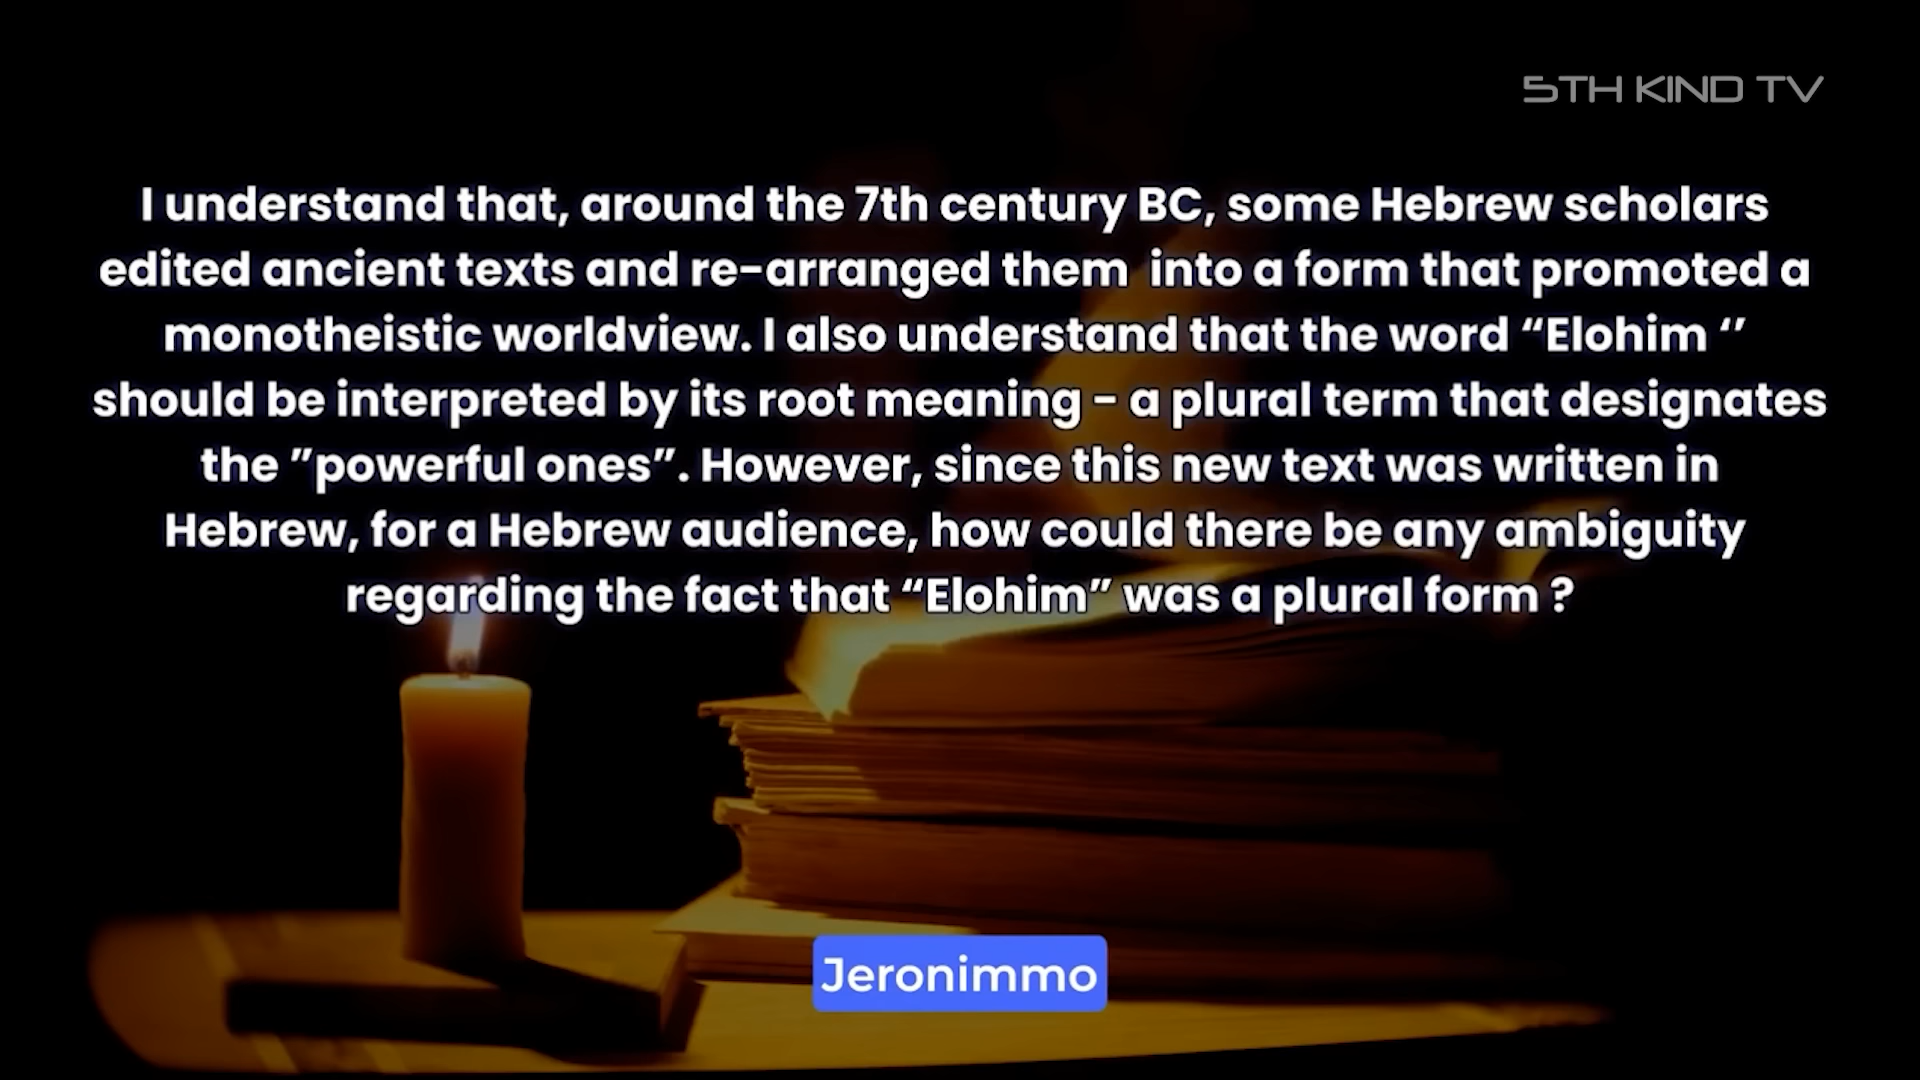 5TH KIND TV
I understand that, around the 7th century BC, some Hebrew scholars
edited ancient texts and re-arranged them  into a form that promoted a
monotheistic worldview. I also understand that the word “Elohim ‘’
should be interpreted by its root meaning - a plural term that designates
the ”powerful ones”. However, since this new text was written in
Hebrew, for a Hebrew audience, how could there be any ambiguity
regarding the fact that “Elohim” was a plural form ?
Jeronimmo